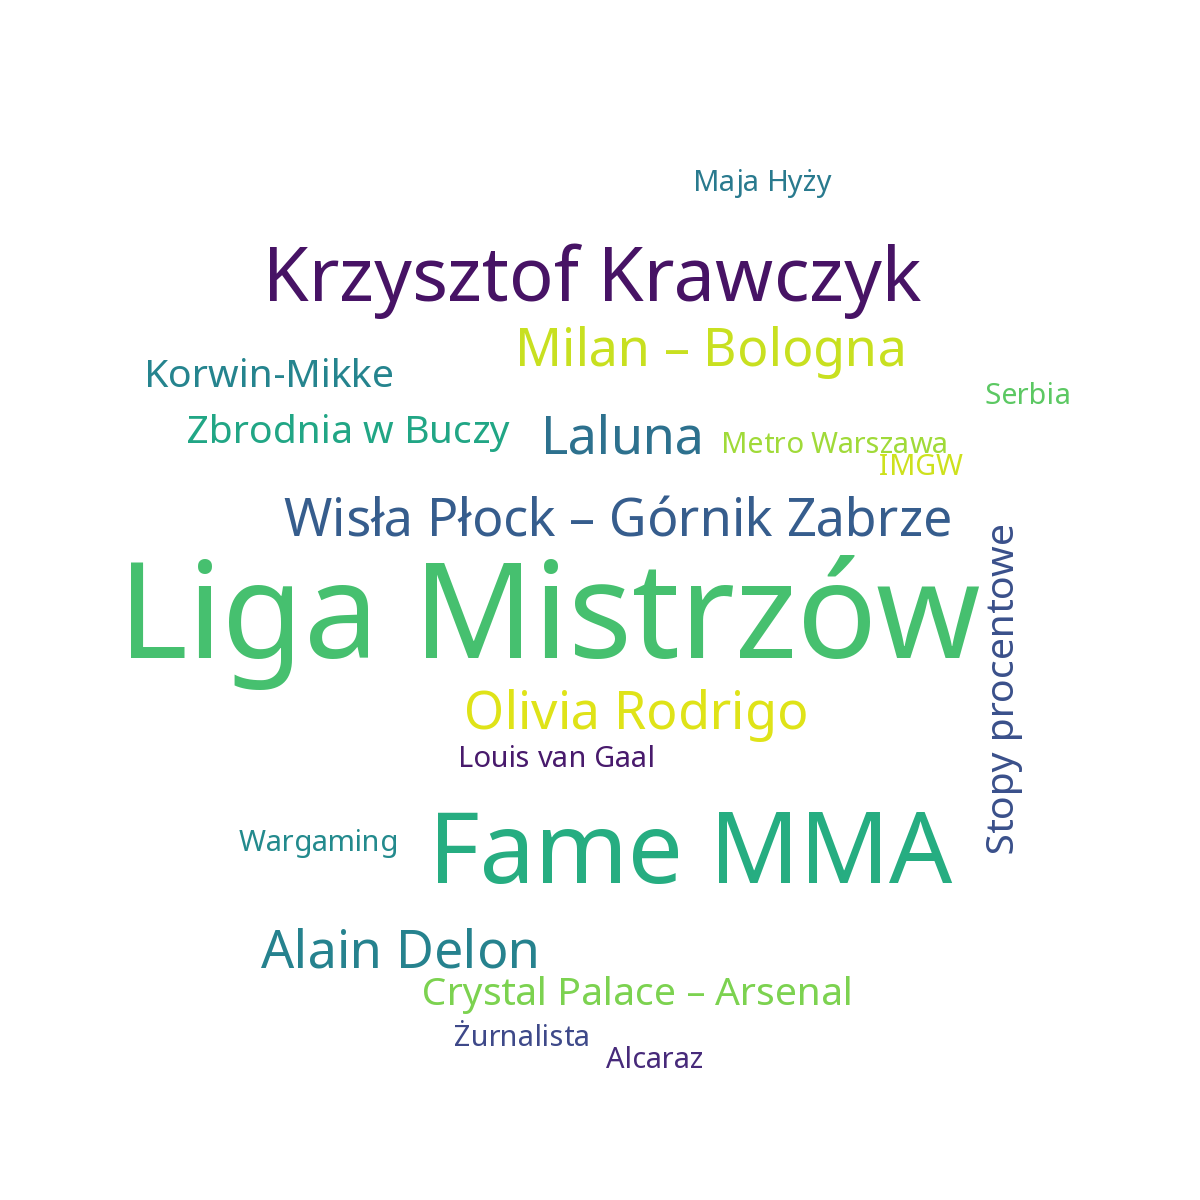 Maja Hyży
Krzysztof Krawczyk
Milan – Bologna
Korwin-Mikke
Serbia
Zbrodnia w Buczy
Laluna
Metro Warszawa
IMGW
Wisła Płock – Górnik Zabrze
Liga Mistrzów
Stopy procentowe
Olivia Rodrigo
Louis van Gaal
Wargaming
Fame MMA
Alain Delon
Crystal Palace – Arsenal
Żurnalista
Alcaraz